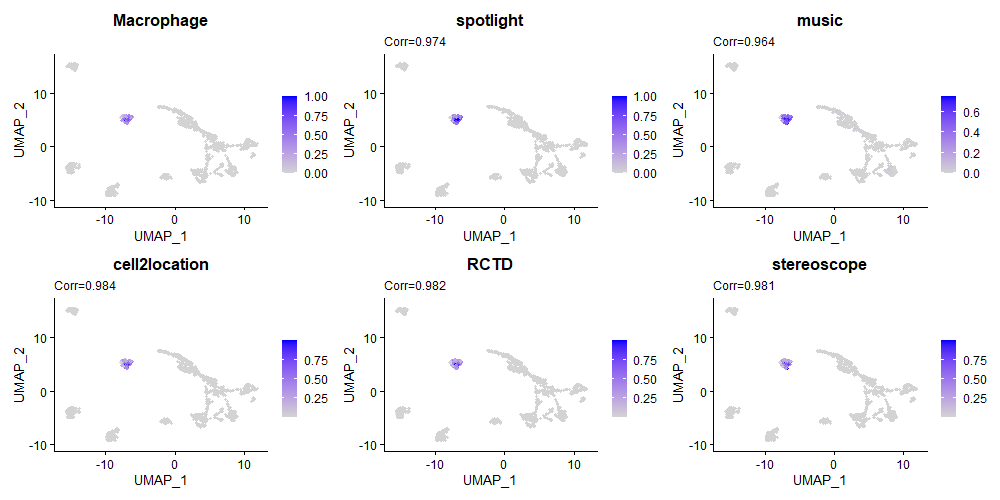 Macrophage
UMAP_2
10
0
-10
-10
0
10
UMAP_1
1.00
0.75
0.50
0.25
0.00
spotlight
Corr=0.974
UMAP_2
10
0
-10
-10
0
10
UMAP_1
1.00
0.75
0.50
0.25
0.00
music
Corr=0.964
UMAP_2
10
0
-10
-10
0
10
UMAP_1
0.6
0.4
0.2
0.0
cell2location
Corr=0.984
UMAP_2
10
0
-10
-10
0
10
UMAP_1
0.75
0.50
0.25
RCTD
Corr=0.982
UMAP_2
10
0
-10
-10
0
10
UMAP_1
0.75
0.50
0.25
stereoscope
Corr=0.981
UMAP_2
10
0
-10
-10
0
10
UMAP_1
0.75
0.50
0.25